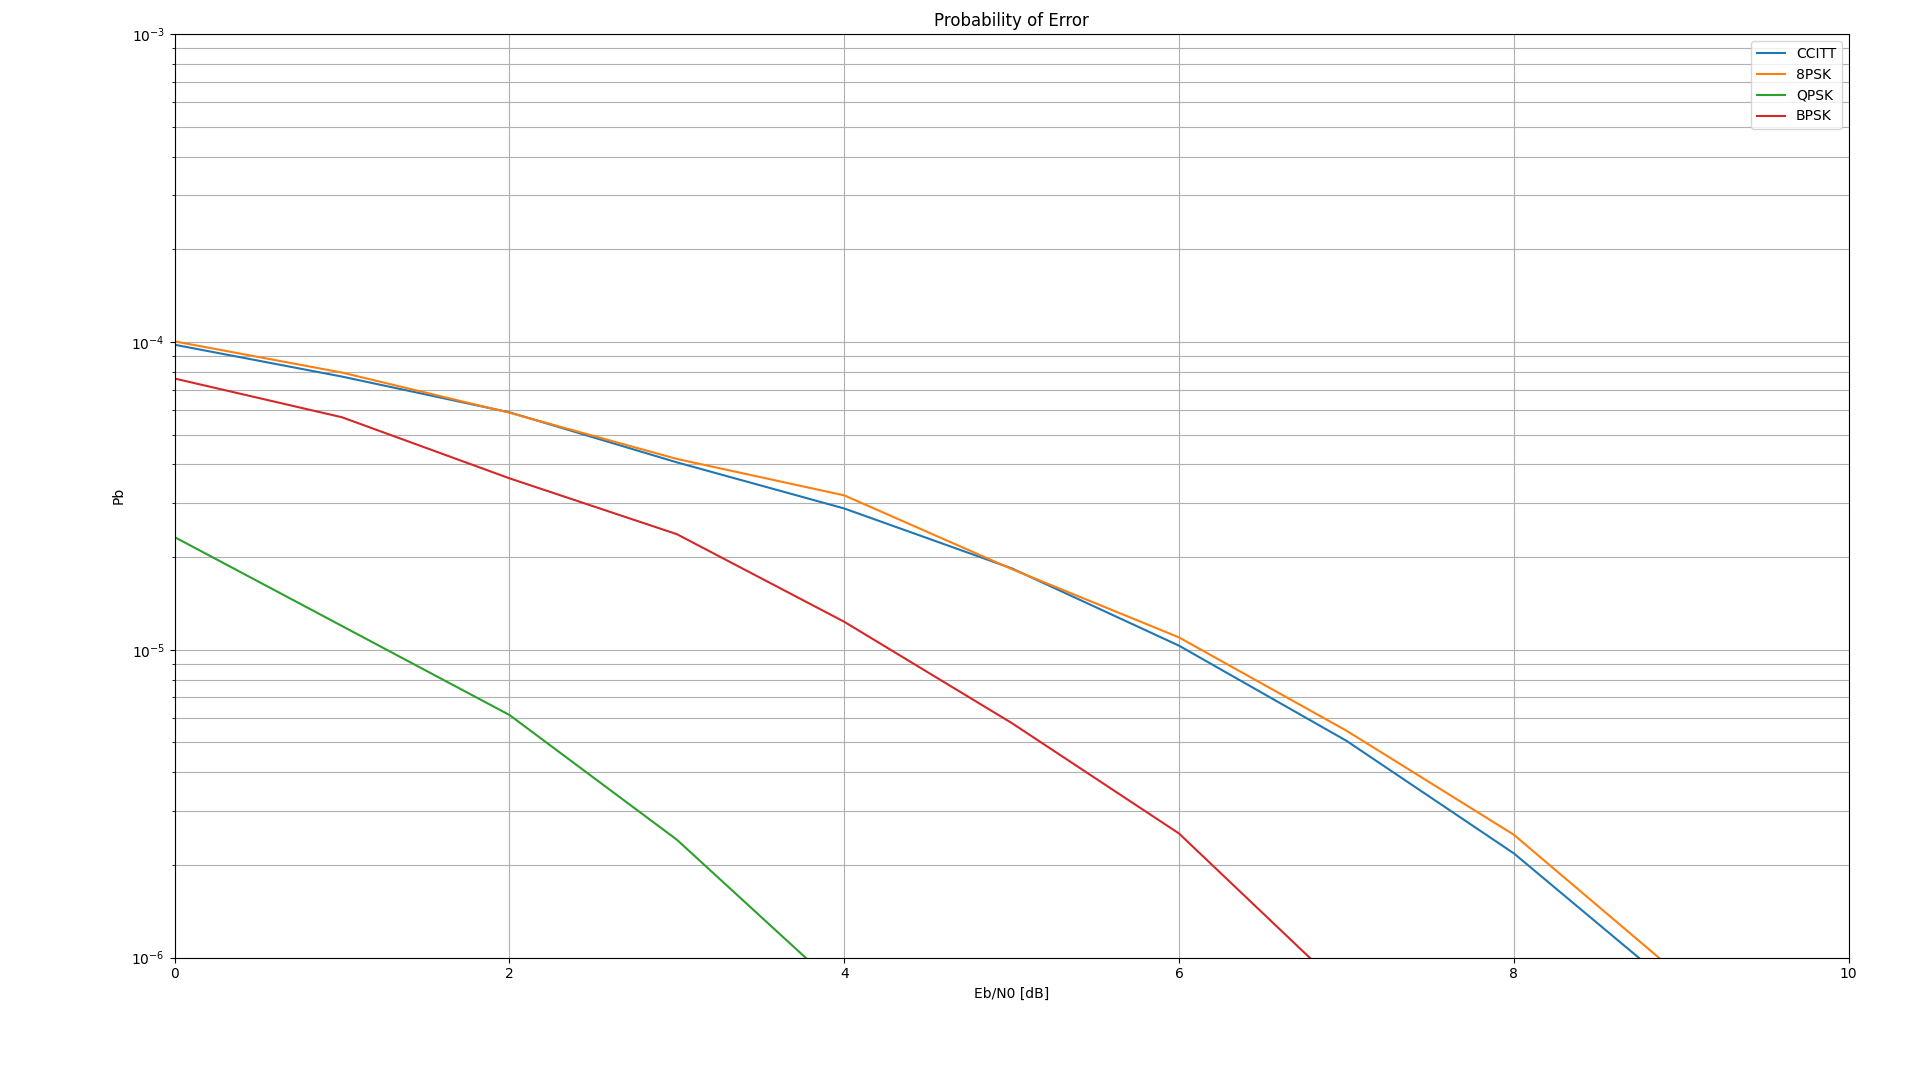 Probability of Error
10⁻³
10⁻⁴
10⁻⁵
10⁻⁶
Pb
CCITT
8PSK
QPSK
BPSK
0 2 4 6 8 10
Eb/N0 [dB]